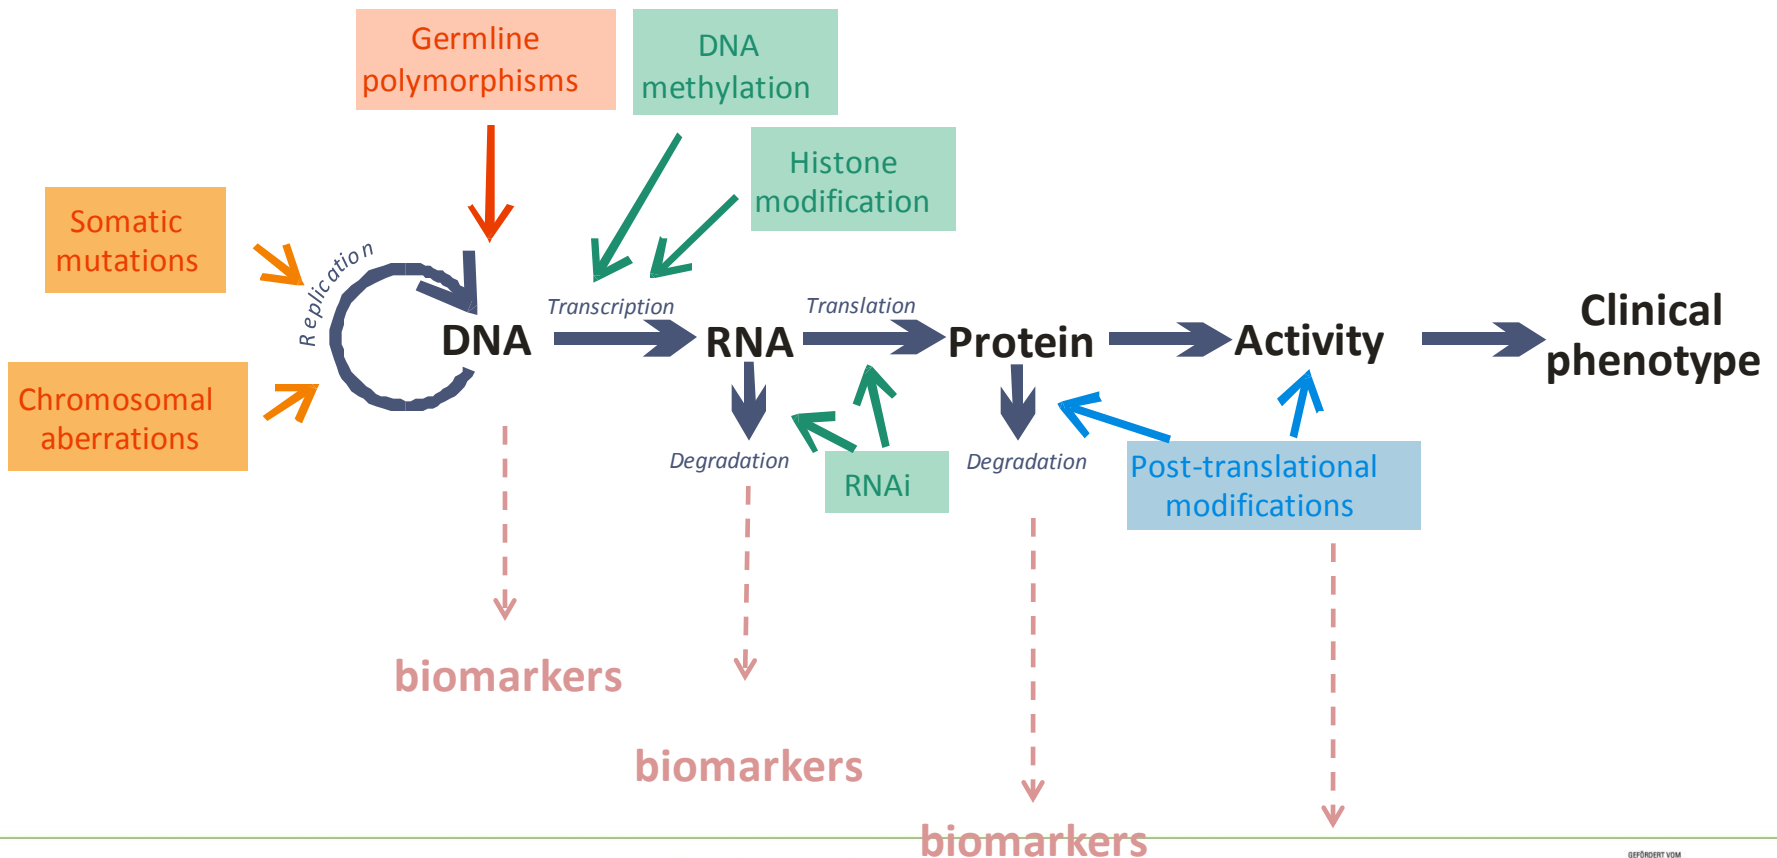 Germline
polymorphisms
DNA
methylation
Histone
modification
Somatic
mutations
Replication
Transcription
Translation
DNA
RNA
Protein
Activity
Clinical
phenotype
Chromosomal
aberrations
Degradation
RNAi
Degradation
Post-translational
modifications
biomarkers
biomarkers
biomarkers
GEFÖRDERT VOM